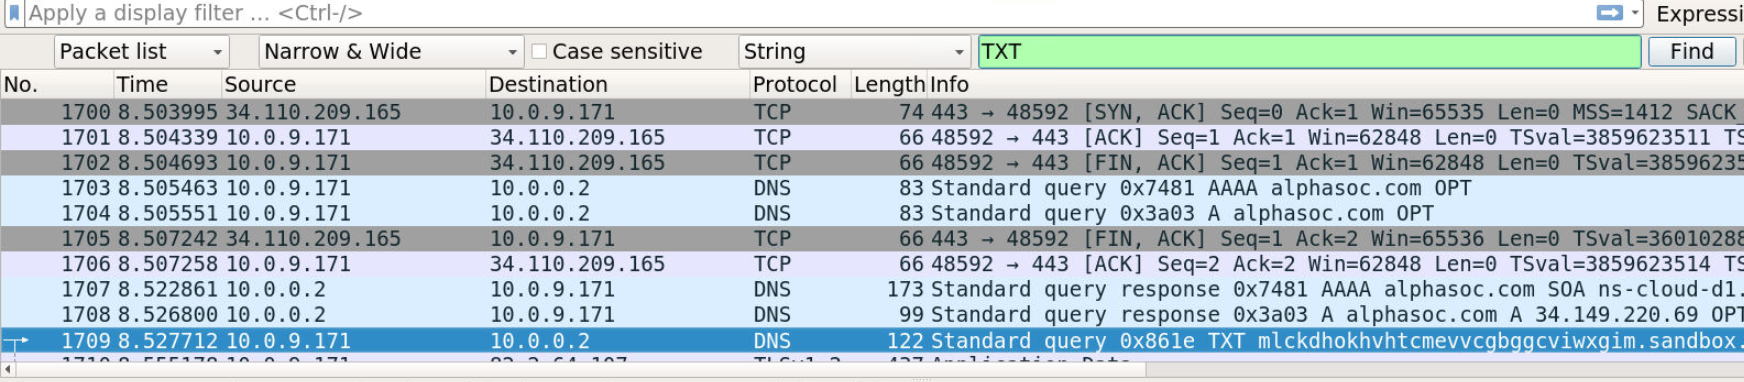 Apply a display filter … <Ctrl-/> Expressi
Packet list Narrow & Wide Case sensitive String TXT Find
No. Time Source Destination Protocol Length Info
1700 8.503995 34.110.209.165 10.0.9.171 TCP 74 443 → 48592 [SYN, ACK] Seq=0 Ack=1 Win=65535 Len=0 MSS=1412 SACK_
1701 8.504339 10.0.9.171 34.110.209.165 TCP 66 48592 → 443 [ACK] Seq=1 Ack=1 Win=62848 Len=0 TSval=3859623511 TS
1702 8.504693 10.0.9.171 34.110.209.165 TCP 66 48592 → 443 [FIN, ACK] Seq=1 Ack=1 Win=62848 Len=0 TSval=38596235
1703 8.505463 10.0.9.171 10.0.0.2 DNS 83 Standard query 0x7481 AAAA alphasoc.com OPT
1704 8.505551 10.0.9.171 10.0.0.2 DNS 83 Standard query 0x3a03 A alphasoc.com OPT
1705 8.507242 34.110.209.165 10.0.9.171 TCP 66 443 → 48592 [FIN, ACK] Seq=1 Ack=2 Win=65536 Len=0 TSval=36010288
1706 8.507258 10.0.9.171 34.110.209.165 TCP 66 48592 → 443 [ACK] Seq=2 Ack=2 Win=62848 Len=0 TSval=3859623514 TS
1707 8.522861 10.0.0.2 10.0.9.171 DNS 173 Standard query response 0x7481 AAAA alphasoc.com SOA ns-cloud-d1.
1708 8.526800 10.0.0.2 10.0.9.171 DNS 99 Standard query response 0x3a03 A alphasoc.com A 34.149.220.69 OPT
1709 8.527712 10.0.9.171 10.0.0.2 DNS 122 Standard query 0x861e TXT mlckdhokhvhtcmevvcgbggcviwxgim.sandbox.